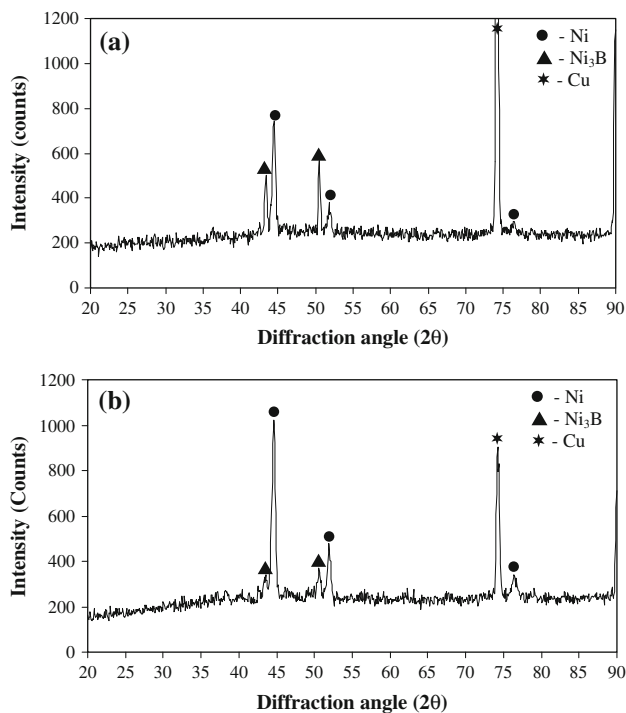 (a)
● - Ni
▲ - Ni₃B
✶ - Cu
Intensity (counts)
1200
1000
800
600
400
200
0
20 25 30 35 40 45 50 55 60 65 70 75 80 85 90
Diffraction angle (2θ)
(b)
● - Ni
▲ - Ni₃B
✶ - Cu
Intensity (Counts)
1200
1000
800
600
400
200
0
20 25 30 35 40 45 50 55 60 65 70 75 80 85 90
Diffraction angle (2θ)